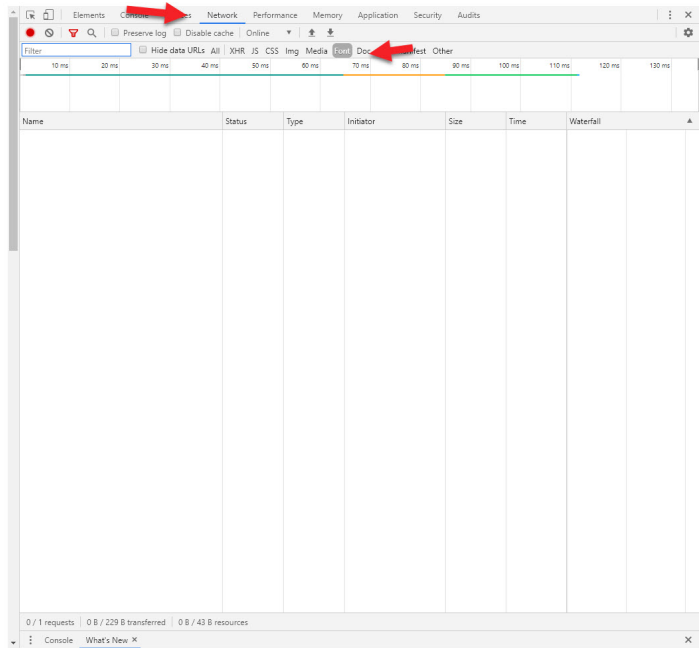 Elements Network Performance Memory Application Security Audits
Preserve log Disable cache Online
Filter Hide data URLs All XHR JS CSS Img Media Font Doc Other
10 ms 20 ms 30 ms 40 ms 50 ms 60 ms 70 ms 80 ms 90 ms 100 ms 110 ms 120 ms 130 ms
Name Status Type Initiator Size Time Waterfall
0 / 1 requests 0 B / 229 B transferred 0 B / 43 B resources
Console What's New